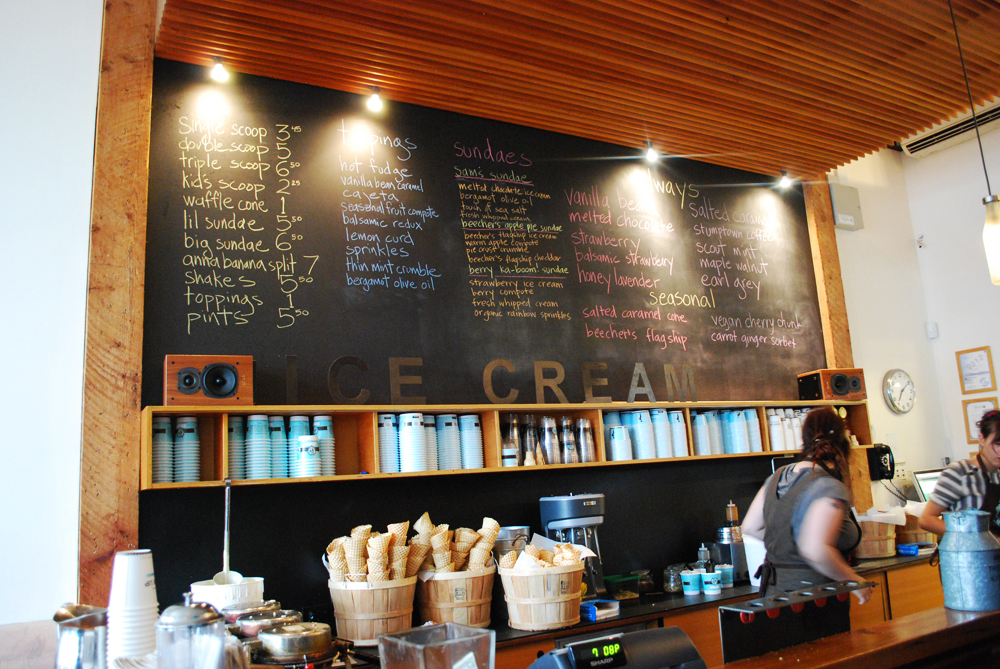 single scoop 3.45
double scoop 5
triple scoop 6.50
kid's scoop 2.25
waffle cone 1
lil sundae 5.50
big sundae 6.50
anna banana split 7
shakes 5.50
toppings 1
pints 5.50
toppings
hot fudge
vanilla bean caramel
cajeta
seasonal fruit compote
balsamic redux
lemon curd
sprinkles
thin mint crumble
bergamot olive oil
sundaes
sam's sundae
melted chocolate ice cream
bergamot olive oil
touch of sea salt
fresh whipped cream
beecher's apple pie sundae
beecher's flagship ice cream
warm apple compote
pie crust crumble
beecher's flagship cheddar
berry ka-boom! sundae
strawberry ice cream
berry compote
fresh whipped cream
organic rainbow sprinkles
always
vanilla bean
melted chocolate
strawberry
balsamic strawberry
honey lavender
salted caramel
stumptown coffee
scout mint
maple walnut
earl grey
seasonal
salted caramel cone
beecher's flagship
vegan cherry chunk
carrot ginger sorbet
ICE CREAM
7 08P
SHARP